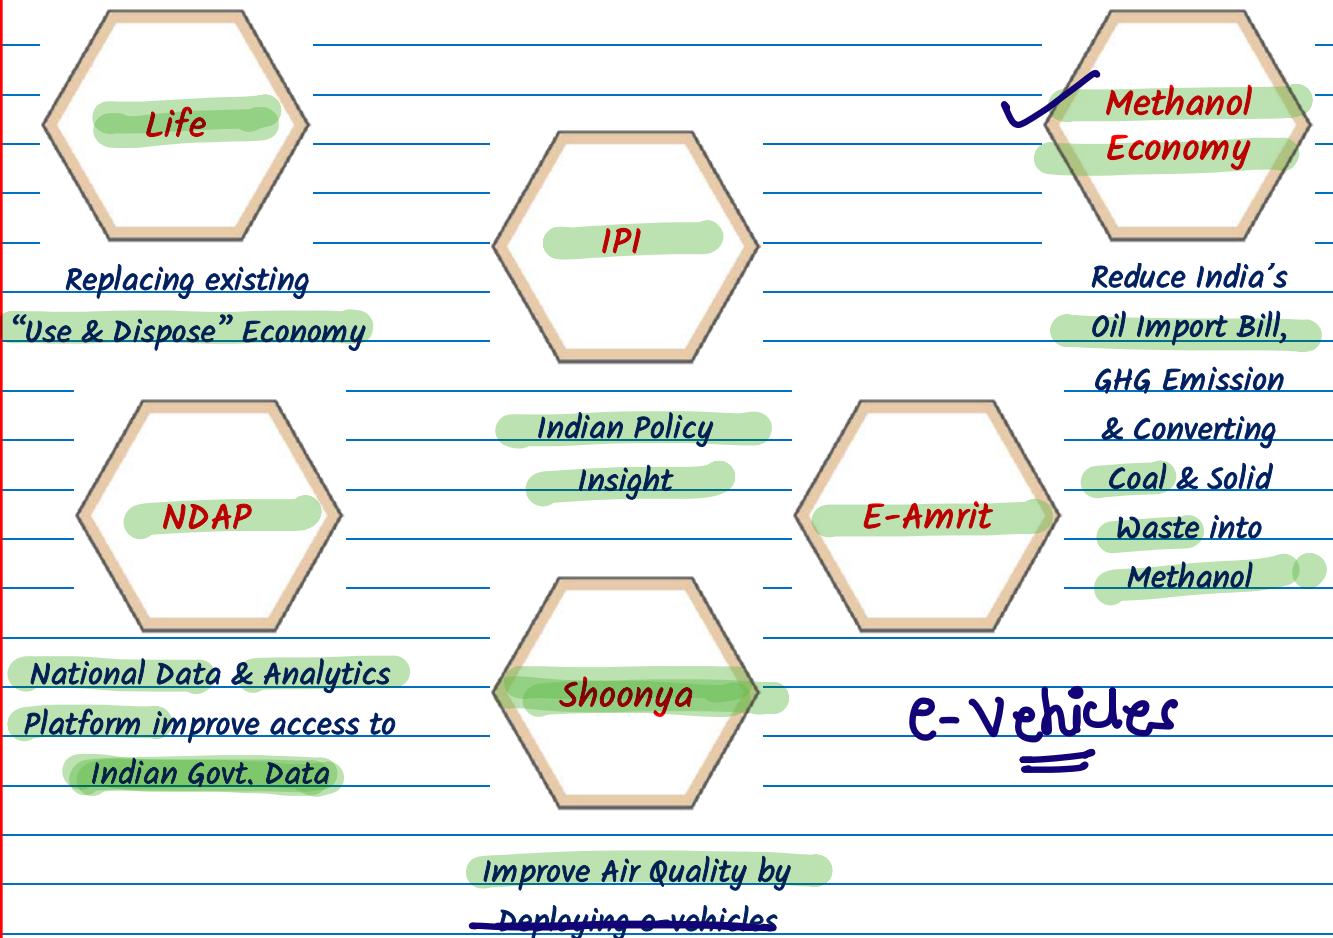 Life
Replacing existing
“Use & Dispose” Economy
IPI
Indian Policy
Insight
Methanol
Economy
Reduce India’s
Oil Import Bill,
GHG Emission
& Converting
Coal & Solid
Waste into
Methanol
NDAP
National Data & Analytics
Platform improve access to
Indian Govt. Data
E-Amrit
e-vehicles
Shoonya
Improve Air Quality by
Deploying e-vehicles